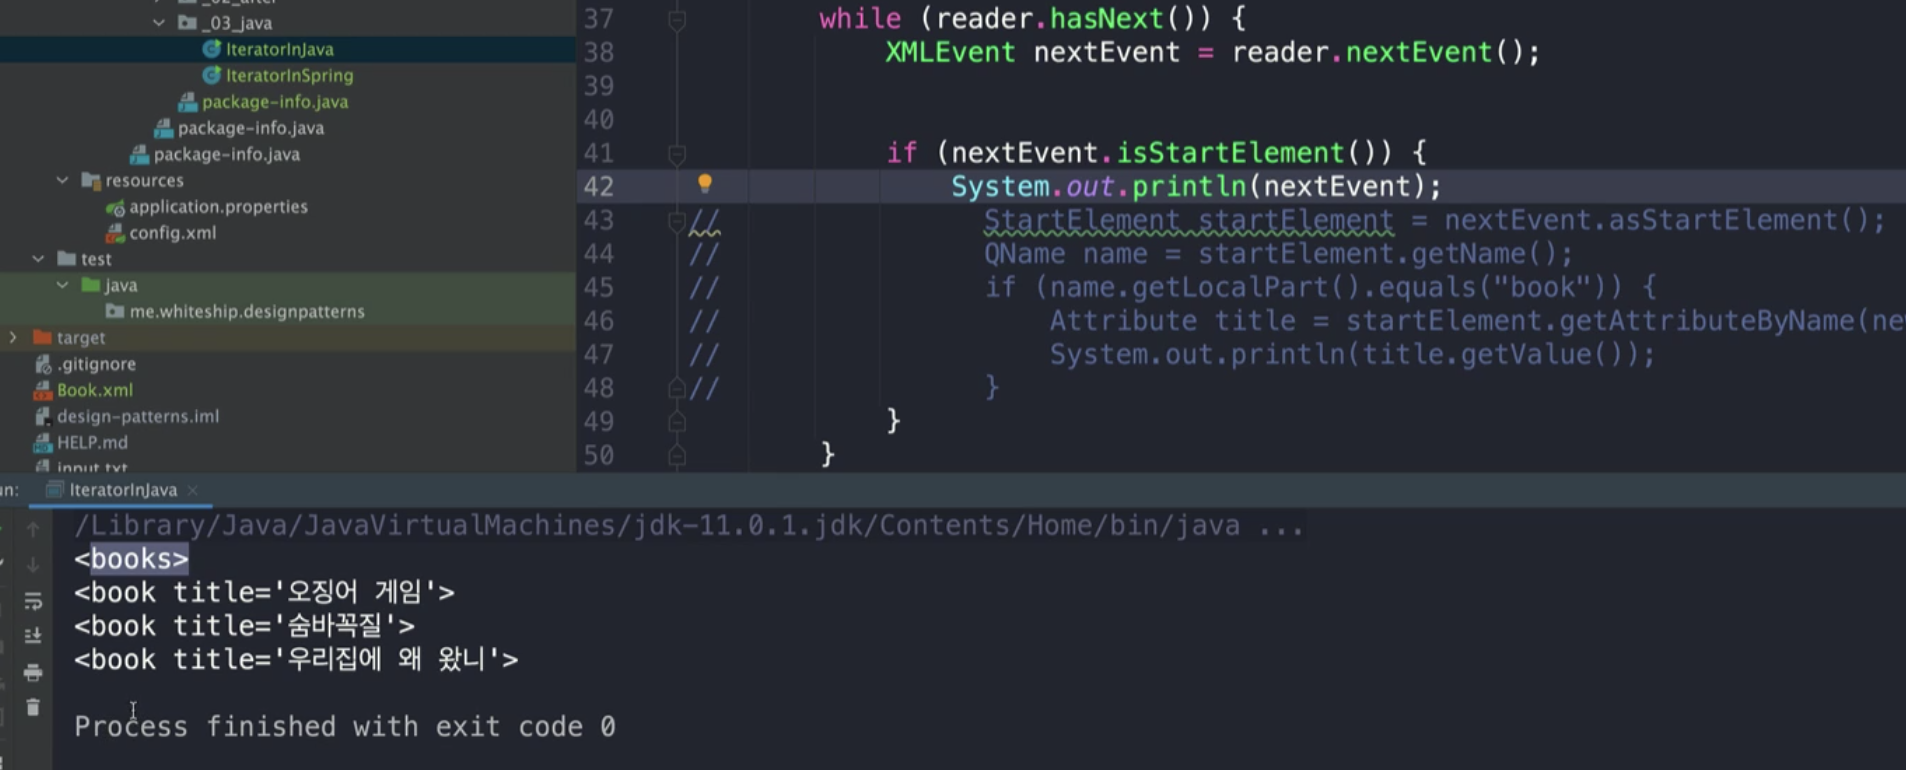 _03_java
IteratorInJava
IteratorInSpring
package-info.java
package-info.java
package-info.java
resources
application.properties
config.xml
test
java
me.whiteship.designpatterns
target
.gitignore
Book.xml
design-patterns.iml
HELP.md
input.txt
37 while (reader.hasNext()) {
38 XMLEvent nextEvent = reader.nextEvent();
39
40
41 if (nextEvent.isStartElement()) {
42 System.out.println(nextEvent);
43 // StartElement startElement = nextEvent.asStartElement();
44 // QName name = startElement.getName();
45 // if (name.getLocalPart().equals("book")) {
46 // Attribute title = startElement.getAttributeByName(ne
47 // System.out.println(title.getValue());
48 // }
49 }
50 }
un: IteratorInJava ×
/Library/Java/JavaVirtualMachines/jdk-11.0.1.jdk/Contents/Home/bin/java ...
<books>
<book title='오징어 게임'>
<book title='숨바꼭질'>
<book title='우리집에 왜 왔니'>
Process finished with exit code 0